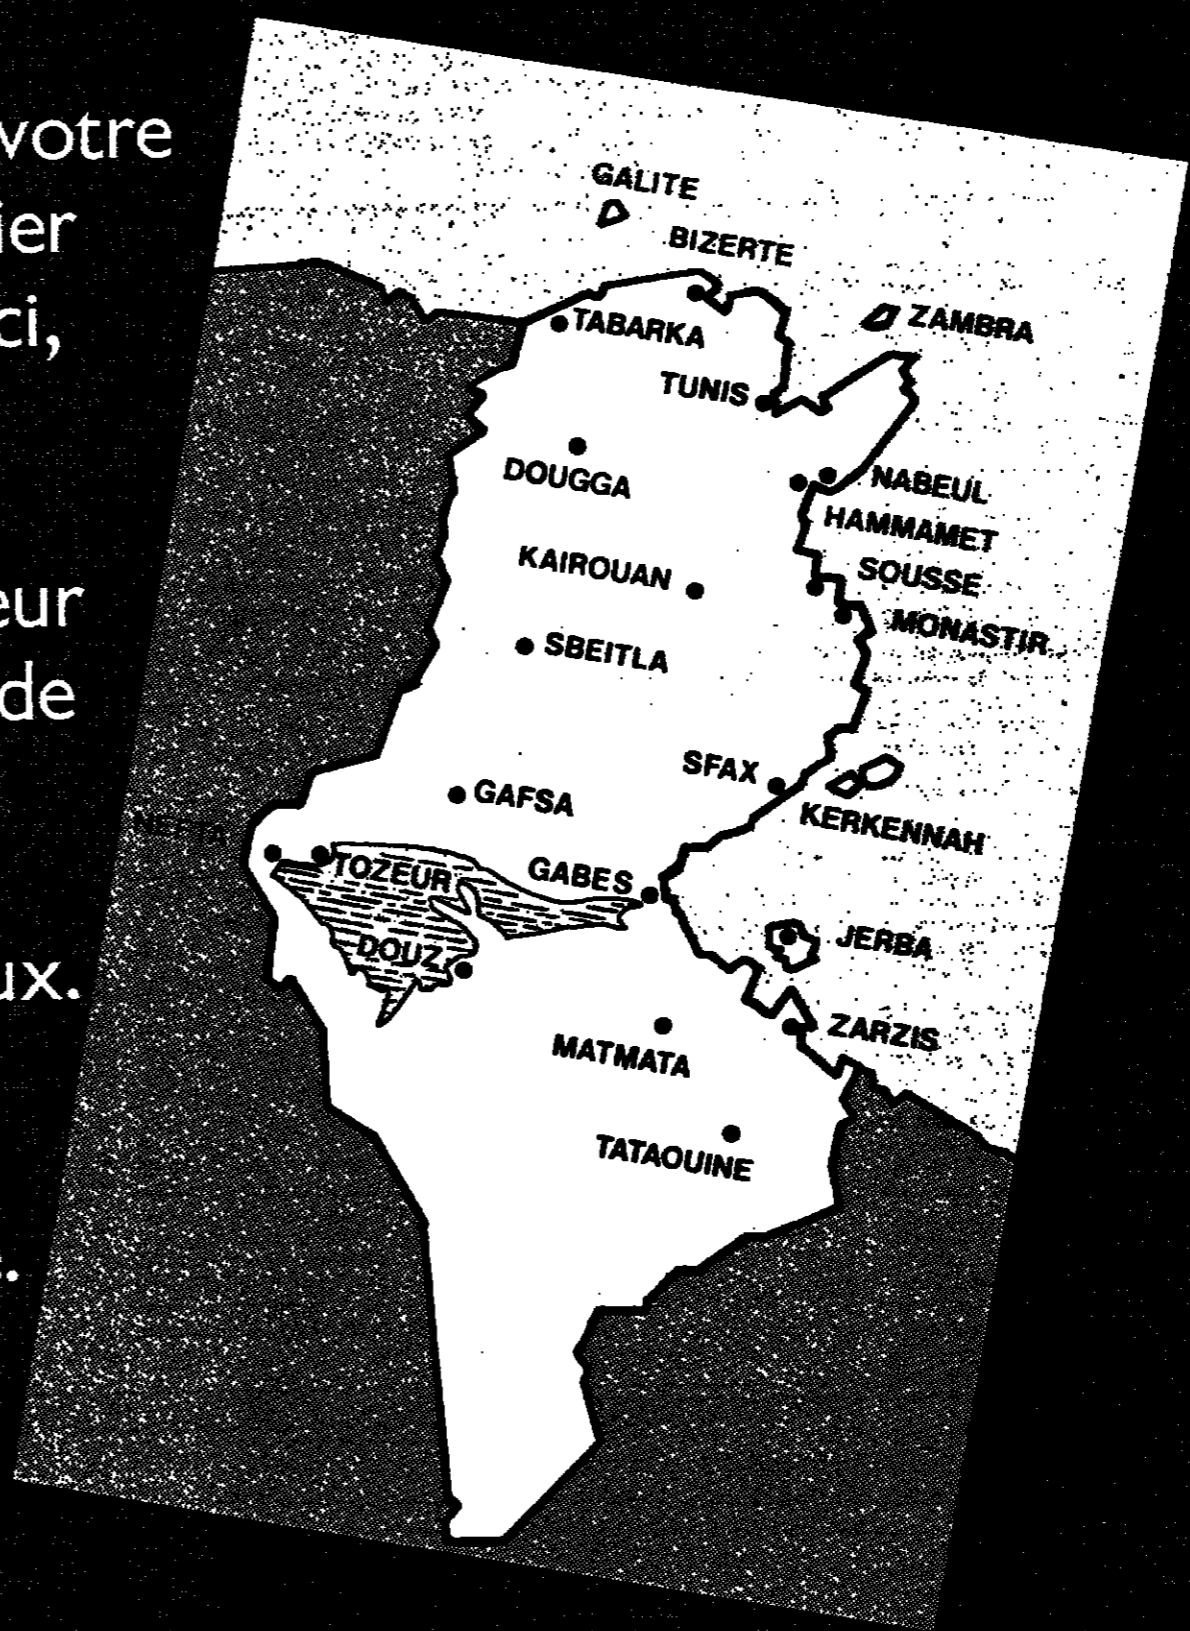 votre
ier
ci,
eur
de
ux.
.
GALITE
BIZERTE
ZAMBRA
TABARKA
TUNIS
DOUGGA
NABEUL
HAMMAMET
KAIROUAN
SOUSSE
MONASTIR
SBEITLA
SFAX
GAFSA
KERKENNAH
NEFTA
TOZEUR
GABES
DOUZ
JERBA
ZARZIS
MATMATA
TATAOUINE